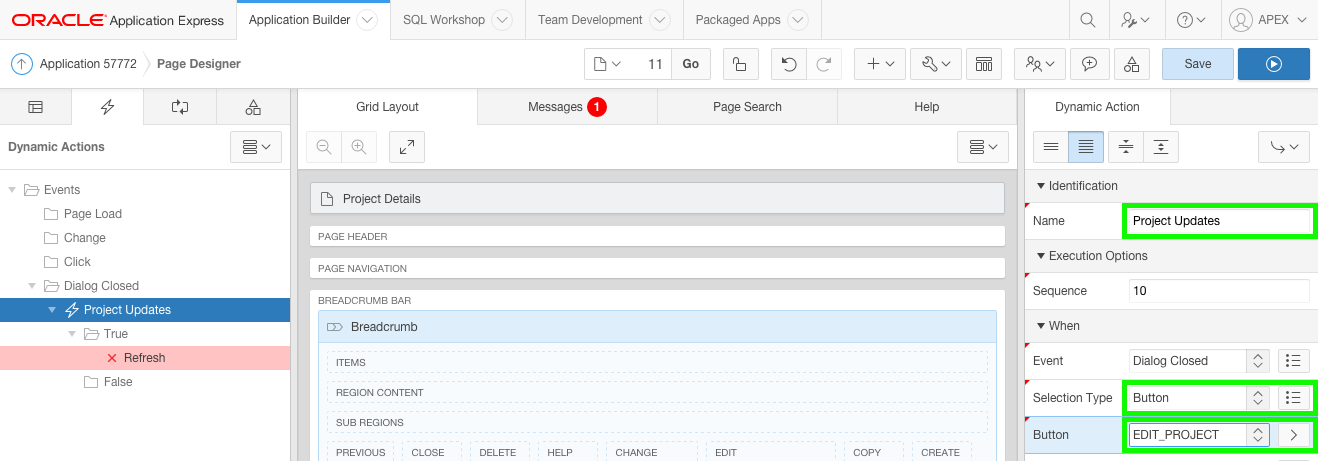 ORACLE Application Express Application Builder SQL Workshop Team Development Packaged Apps ? APEX
Application 57772 Page Designer 11 Go Save
Grid Layout Messages 1 Page Search Help Dynamic Action
Dynamic Actions
Events
Page Load
Change
Click
Dialog Closed
Project Updates
True
Refresh
False
Project Details
PAGE HEADER
PAGE NAVIGATION
BREADCRUMB BAR
Breadcrumb
ITEMS
REGION CONTENT
SUB REGIONS
PREVIOUS CLOSE DELETE HELP CHANGE EDIT COPY CREATE
Identification
Name Project Updates
Execution Options
Sequence 10
When
Event Dialog Closed
Selection Type Button
Button EDIT_PROJECT